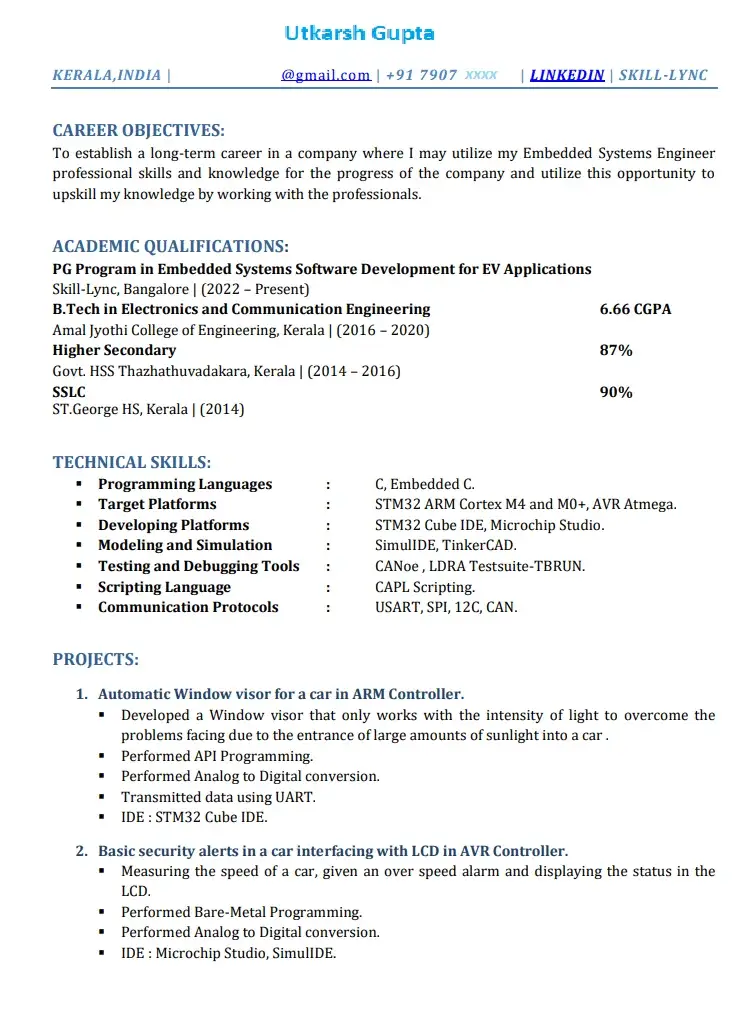 Utkarsh Gupta
KERALA,INDIA | @gmail.com | +91 7907 xxxx | LINKEDIN | SKILL-LYNC
CAREER OBJECTIVES:
To establish a long-term career in a company where I may utilize my Embedded Systems Engineer
professional skills and knowledge for the progress of the company and utilize this opportunity to
upskill my knowledge by working with the professionals.
ACADEMIC QUALIFICATIONS:
PG Program in Embedded Systems Software Development for EV Applications
Skill-Lync, Bangalore | (2022 – Present)
B.Tech in Electronics and Communication Engineering 6.66 CGPA
Amal Jyothi College of Engineering, Kerala | (2016 – 2020)
Higher Secondary 87%
Govt. HSS Thazhathuvadakara, Kerala | (2014 – 2016)
SSLC 90%
ST.George HS, Kerala | (2014)
TECHNICAL SKILLS:
▪ Programming Languages : C, Embedded C.
▪ Target Platforms : STM32 ARM Cortex M4 and M0+, AVR Atmega.
▪ Developing Platforms : STM32 Cube IDE, Microchip Studio.
▪ Modeling and Simulation : SimulIDE, TinkerCAD.
▪ Testing and Debugging Tools : CANoe , LDRA Testsuite-TBRUN.
▪ Scripting Language : CAPL Scripting.
▪ Communication Protocols : USART, SPI, 12C, CAN.
PROJECTS:
1. Automatic Window visor for a car in ARM Controller.
▪ Developed a Window visor that only works with the intensity of light to overcome the
problems facing due to the entrance of large amounts of sunlight into a car .
▪ Performed API Programming.
▪ Performed Analog to Digital conversion.
▪ Transmitted data using UART.
▪ IDE : STM32 Cube IDE.
2. Basic security alerts in a car interfacing with LCD in AVR Controller.
▪ Measuring the speed of a car, given an over speed alarm and displaying the status in the
LCD.
▪ Performed Bare-Metal Programming.
▪ Performed Analog to Digital conversion.
▪ IDE : Microchip Studio, SimulIDE.